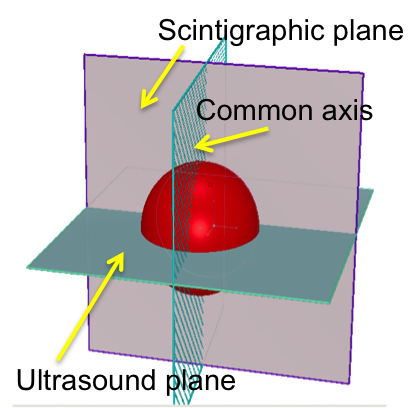 Scintigraphic plane
Common axis
Ultrasound plane